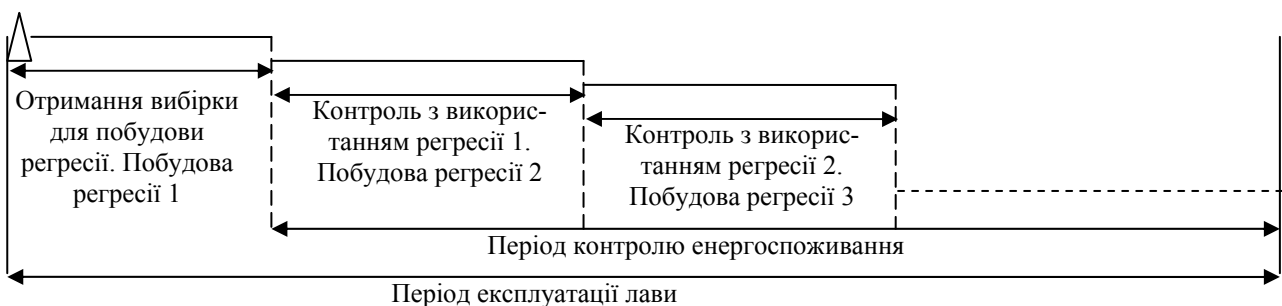 Отримання вибірки
для побудови
регресії. Побудова
регресії 1
Контроль з викорис-
танням регресії 1.
Побудова регресії 2
Контроль з викорис-
танням регресії 2.
Побудова регресії 3
Період контролю енергоспоживання
Період експлуатації лави